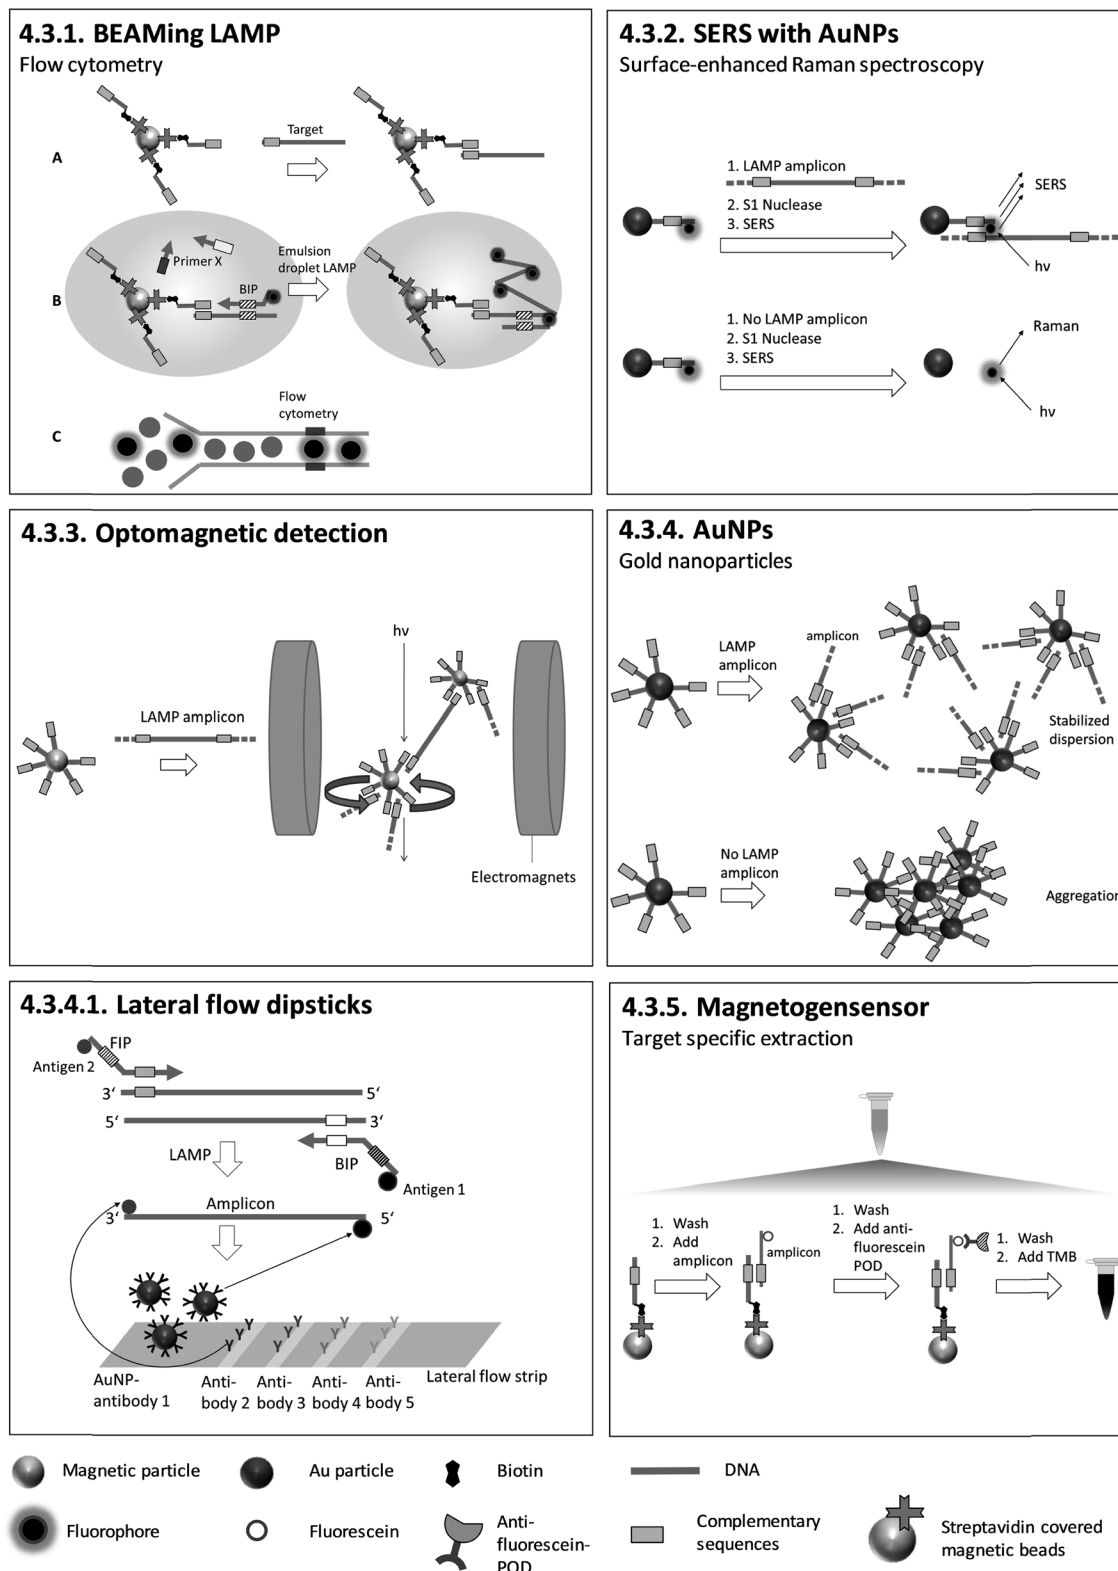 4.3.1. BEAMing LAMP
Flow cytometry
A
Target
B
Primer X
Emulsion
droplet LAMP
BIP
C
Flow
cytometry
4.3.2. SERS with AuNPs
Surface-enhanced Raman spectroscopy
1. LAMP amplicon
2. S1 Nuclease
3. SERS
SERS
hν
1. No LAMP amplicon
2. S1 Nuclease
3. SERS
Raman
hν
4.3.3. Optomagnetic detection
LAMP amplicon
hν
Electromagnets
4.3.4. AuNPs
Gold nanoparticles
LAMP
amplicon
amplicon
Stabilized
dispersion
No LAMP
amplicon
Aggregation
4.3.4.1. Lateral flow dipsticks
FIP
Antigen 2
3‘ 5‘
5‘ 3‘
LAMP
BIP
Antigen 1
Amplicon
3‘ 5‘
AuNP-
antibody 1
Anti-
body 2
Anti-
body 3
Anti-
body 4
Anti-
body 5
Lateral flow strip
4.3.5. Magnetogensensor
Target specific extraction
1. Wash
2. Add
amplicon
amplicon
1. Wash
2. Add anti-
fluorescein
POD
1. Wash
2. Add TMB
Magnetic particle
Au particle
Biotin
DNA
Fluorophore
Fluorescein
Anti-
fluorescein-
POD
Complementary
sequences
Streptavidin covered
magnetic beads